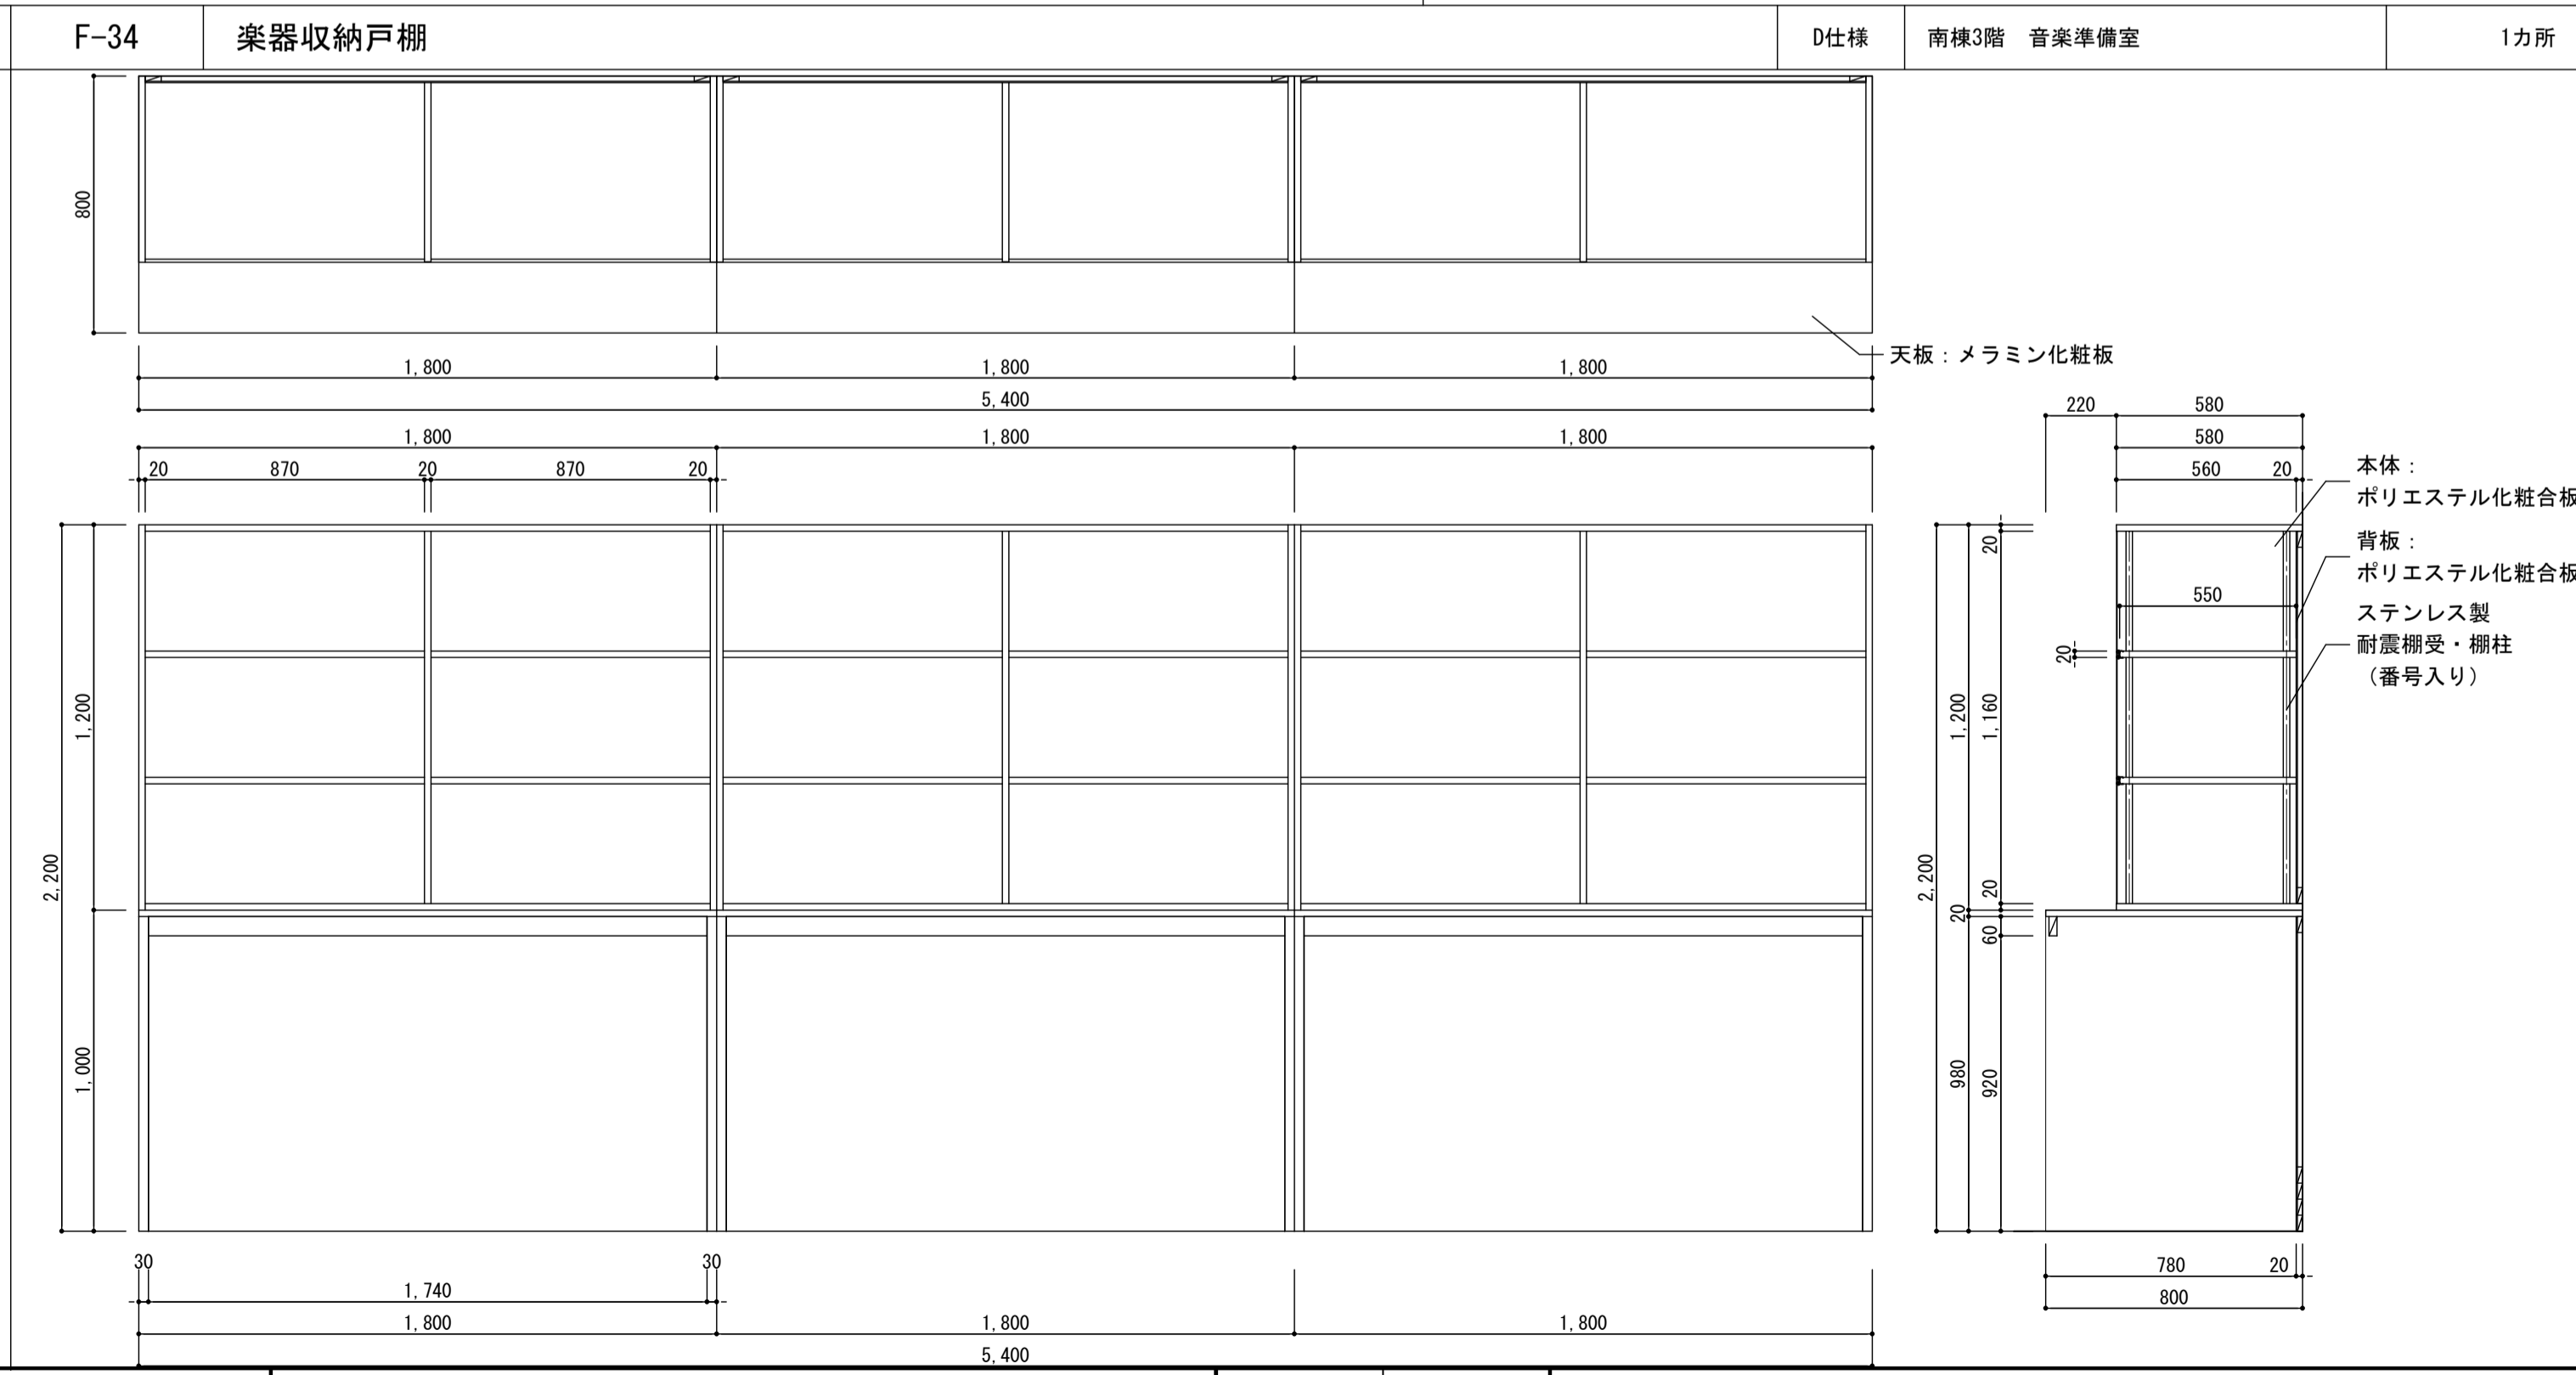 F-34 楽器収納戸棚 D仕様 南棟3階 音楽準備室 1カ所
800
天板：メラミン化粧板
1,800 1,800 1,800
5,400
220 580
1,800 1,800 1,800
580
20 870 20 870 20
560 20
本体：
ポリエステル化粧合板
背板：
ポリエステル化粧合板
ステンレス製
耐震棚受・棚柱
（番号入り）
20
550
20
1,200
1,200
1,160
2,200
2,200
20
20
60
1,000
980
920
30 30
1,740
780 20
800
1,800 1,800 1,800
5,400